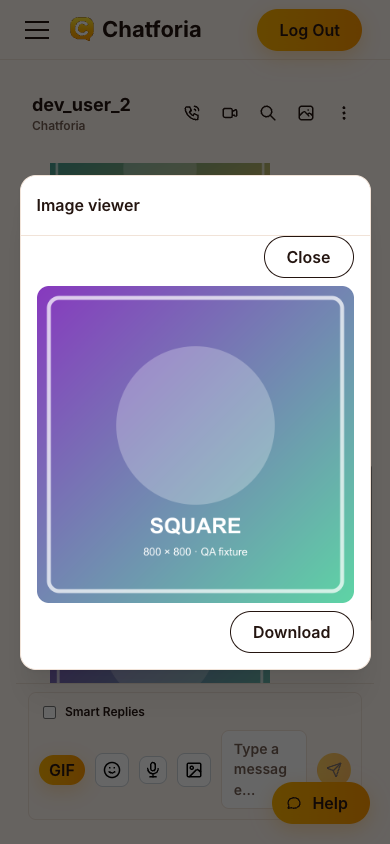 Chatforia
Log Out
dev_user_2
Chatforia
Image viewer
Close
SQUARE
800 × 800 · QA fixture
Download
Smart Replies
GIF
Type a
messag
e...
Help